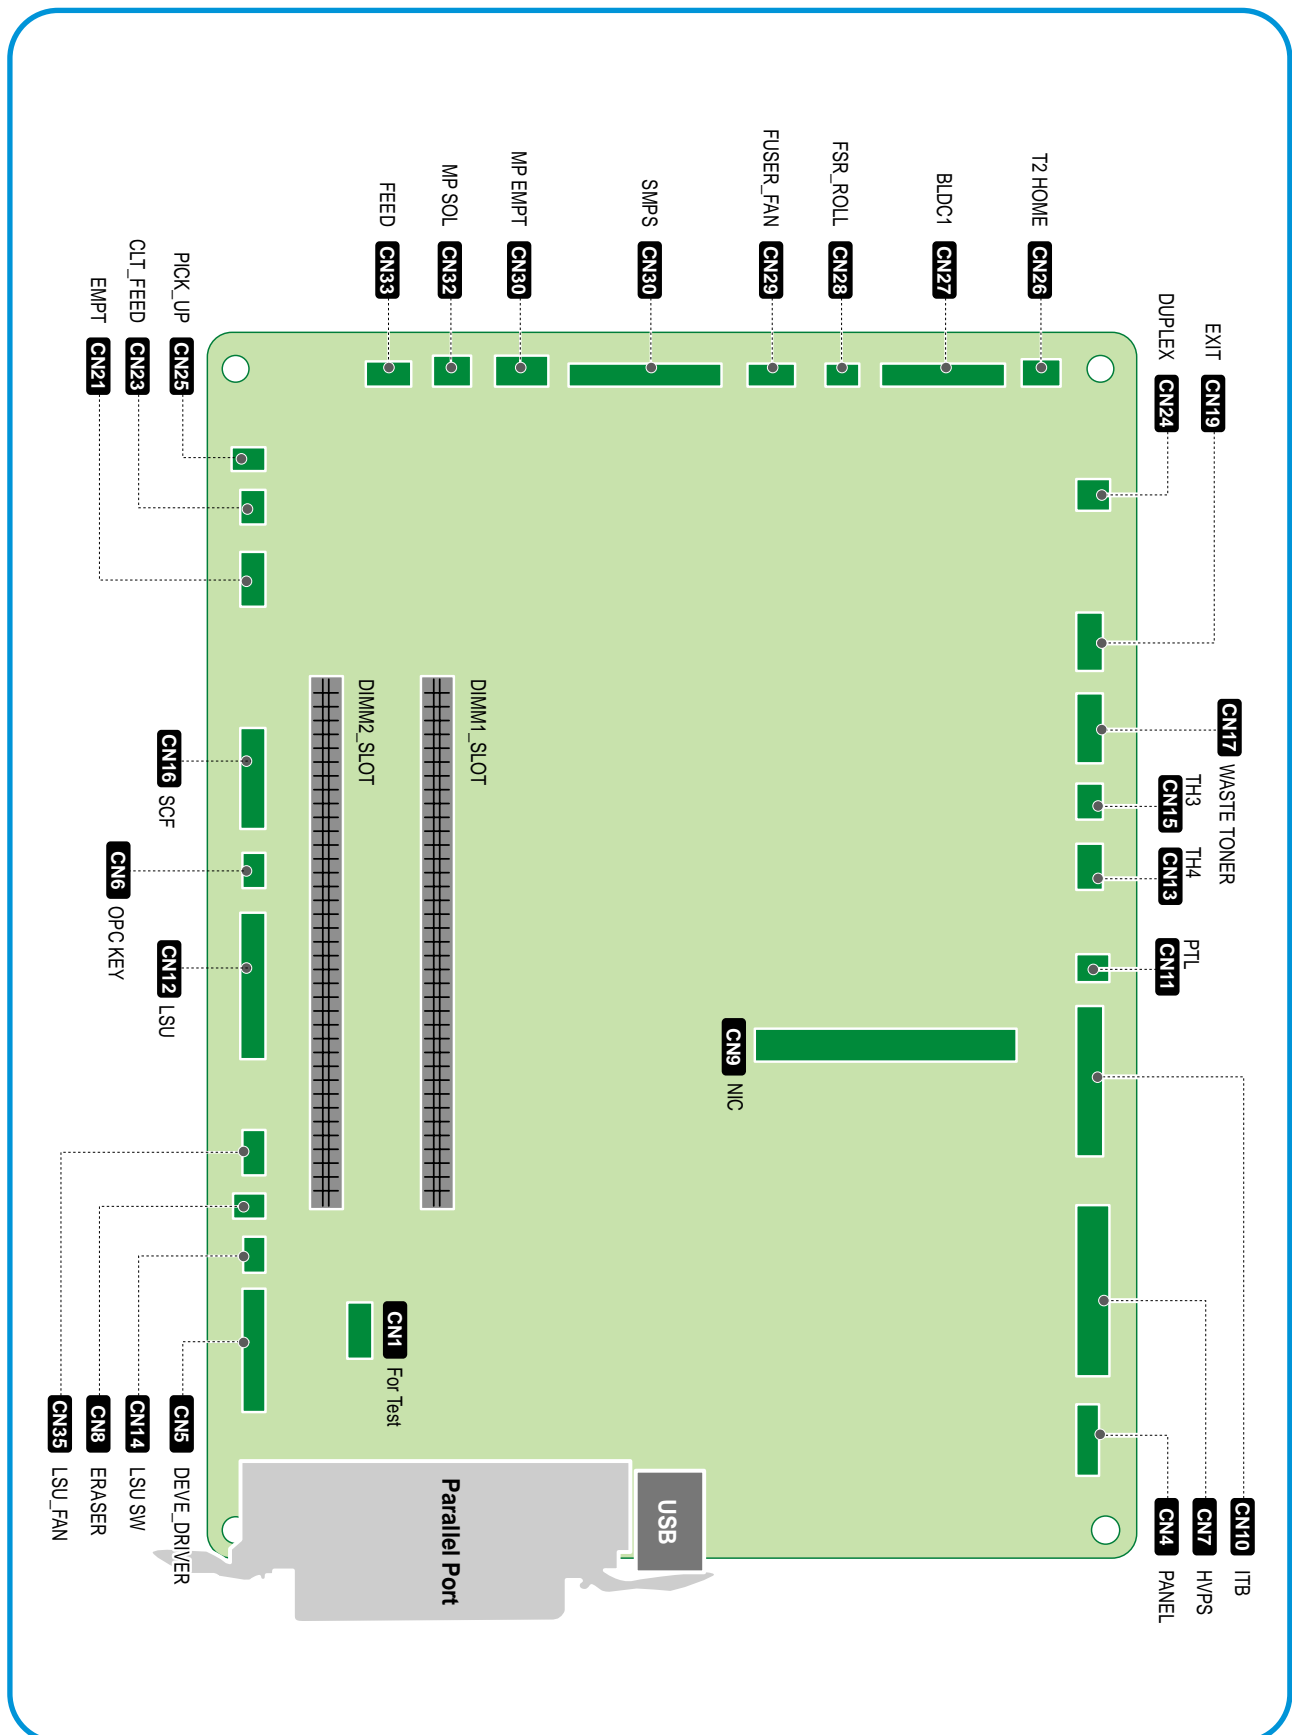 T2 HOME CN26
BLDC1 CN27
FSR_ROLL CN28
FUSER_FAN CN29
SMPS CN30
MP EMPT CN30
MP SOL CN32
FEED CN33
EXIT CN19
DUPLEX CN24
PICK_UP CN25
CLT_FEED CN23
EMPT CN21
CN17 WASTE TONER
TH3
CN15
TH4
CN13
PTL
CN11
DIMM1_SLOT
DIMM2_SLOT
CN9 NIC
CN16 SCF
CN6 OPC KEY
CN12 LSU
CN1 For Test
CN10 ITB
CN7 HVPS
CN4 PANEL
USB
Parallel Port
CN5 DEVE_DRIVER
CN14 LSU SW
CN8 ERASER
CN35 LSU_FAN